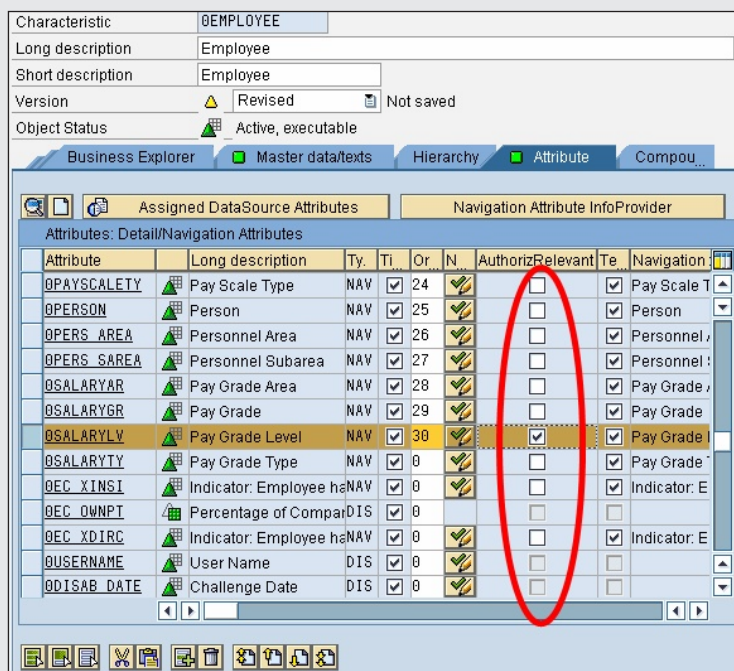 Characteristic 0EMPLOYEE
Long description Employee
Short description Employee
Version Revised Not saved
Object Status Active, executable
Business Explorer Master data/texts Hierarchy Attribute Compou...
Assigned DataSource Attributes Navigation Attribute InfoProvider
Attributes: Detail/Navigation Attributes
Attribute Long description Ty. Ti... Or... N... AuthorizRelevant Te... Navigation
0PAYSCALETY Pay Scale Type NAV 24 Pay Scale T
0PERSON Person NAV 25 Person
0PERS_AREA Personnel Area NAV 26 Personnel
0PERS_SAREA Personnel Subarea NAV 27 Personnel
0SALARYAR Pay Grade Area NAV 28 Pay Grade
0SALARYGR Pay Grade NAV 29 Pay Grade
0SALARYLV Pay Grade Level NAV 30 Pay Grade
0SALARYTY Pay Grade Type NAV 0 Pay Grade
0EC_XINSI Indicator: Employee ha NAV 0 Indicator: E
0EC_OWNPT Percentage of Compan DIS 0
0EC_XDIRC Indicator: Employee ha NAV 0 Indicator: E
0USERNAME User Name DIS 0
0DISAB_DATE Challenge Date DIS 0